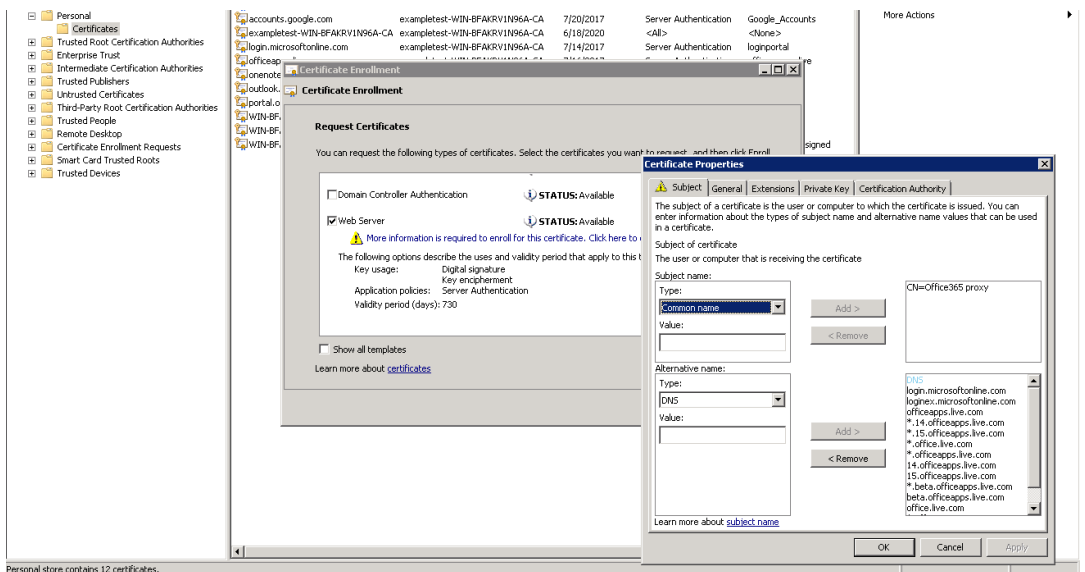 Personal
Certificates
Trusted Root Certification Authorities
Enterprise Trust
Intermediate Certification Authorities
Trusted Publishers
Untrusted Certificates
Third-Party Root Certification Authorities
Trusted People
Remote Desktop
Certificate Enrollment Requests
Smart Card Trusted Roots
Trusted Devices
accounts.google.com exampletest-WIN-BFAKRV1N96A-CA 7/20/2017 Server Authentication Google_Accounts
exampletest-WIN-BFAKRV1N96A-CA exampletest-WIN-BFAKRV1N96A-CA 6/18/2020 <All> <None>
login.microsoftonline.com exampletest-WIN-BFAKRV1N96A-CA 7/14/2017 Server Authentication loginportal
officeap
onenote
outlook.
portal.o
WIN-BF
WIN-BF
WIN-BF
signed
More Actions
Certificate Enrollment
Certificate Enrollment
Request Certificates
You can request the following types of certificates. Select the certificates you want to request, and then click Enroll.
Domain Controller Authentication STATUS: Available
Web Server STATUS: Available
More information is required to enroll for this certificate. Click here to
The following options describe the uses and validity period that apply to this
Key usage: Digital signature
Key encipherment
Application policies: Server Authentication
Validity period (days): 730
Show all templates
Learn more about certificates
Certificate Properties
Subject General Extensions Private Key Certification Authority
The subject of a certificate is the user or computer to which the certificate is issued. You can
enter information about the types of subject name and alternative name values that can be used
in a certificate.
Subject of certificate
The user or computer that is receiving the certificate
Subject name:
Type:
Common name
Value:
Add >
< Remove
CN=Office365 proxy
Alternative name:
Type:
DNS
Value:
Add >
< Remove
DNS
login.microsoftonline.com
loginex.microsoftonline.com
officeapps.live.com
*.14.officeapps.live.com
*.15.officeapps.live.com
*.office.live.com
*.officeapps.live.com
14.officeapps.live.com
15.officeapps.live.com
*.beta.officeapps.live.com
beta.officeapps.live.com
office.live.com
Learn more about subject name
OK Cancel Apply
Personal store contains 12 certificates.